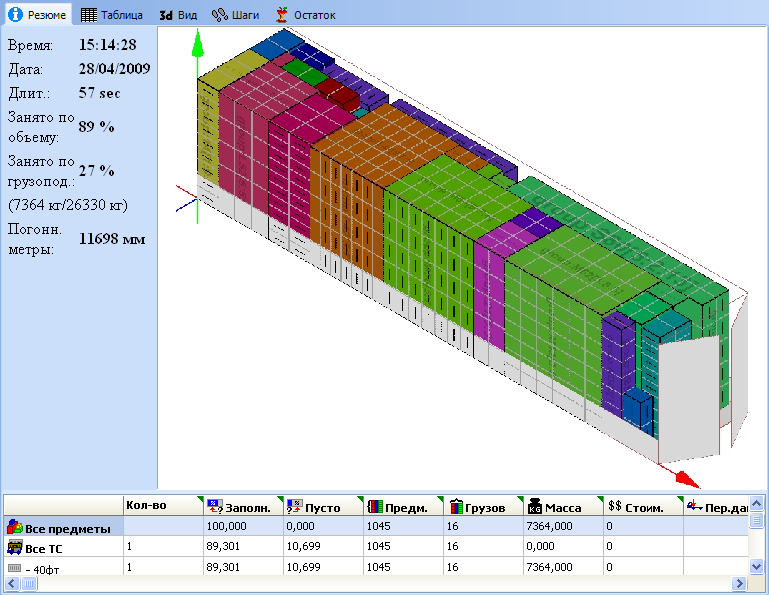 Резюме Таблица 3d Вид Шаги Остаток
Время: 15:14:28
Дата: 28/04/2009
Длит.: 57 sec
Занято по
объему: 89 %
Занято по
грузопод.: 27 %
(7364 кг/26330 кг)
Погонн.
метры: 11698 мм
Кол-во Заполн. Пусто Предм. Грузов Масса $$ Стоим. Пер.да
Все предметы 100,000 0,000 1045 16 7364,000 0
Все ТС 1 89,301 10,699 1045 16 0,000 0
- 40фт 1 89,301 10,699 1045 16 7364,000 0